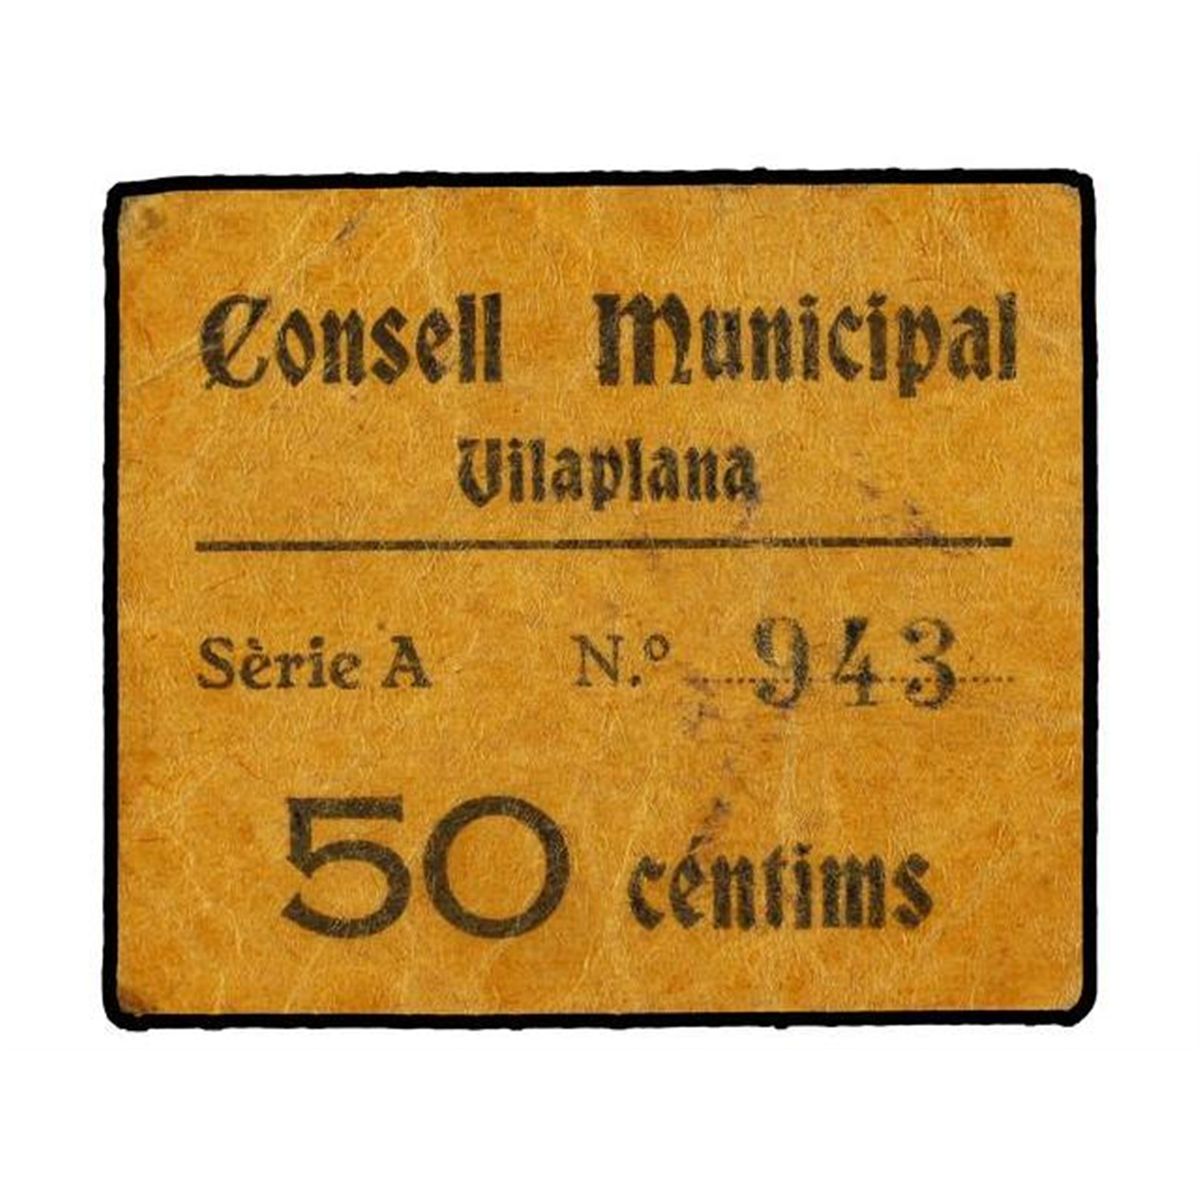 Consell Municipal
Vilaplana
Sèrie A N.º 943
50 céntims